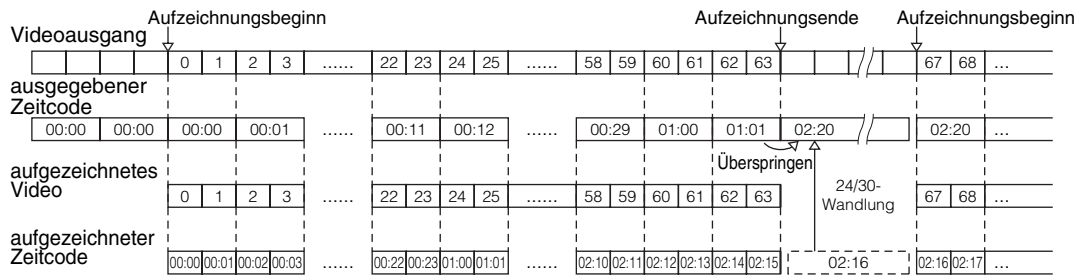 Aufzeichnungsbeginn Aufzeichnungsende Aufzeichnungsbeginn
Videoausgang
0 1 2 3 ...... 22 23 24 25 ...... 58 59 60 61 62 63 67 68 ...
ausgegebener
Zeitcode
00:00 00:00 00:00 00:01 ...... 00:11 00:12 ...... 00:29 01:00 01:01 02:20 02:20 ...
Überspringen
aufgezeichnetes
Video
24/30-
Wandlung
0 1 2 3 ...... 22 23 24 25 ...... 58 59 60 61 62 63 67 68 ...
aufgezeichneter
Zeitcode
00:00 00:01 00:02 00:03 ...... 00:22 00:23 01:00 01:01 ...... 02:10 02:11 02:12 02:13 02:14 02:15 02:16 02:16 02:17 ...